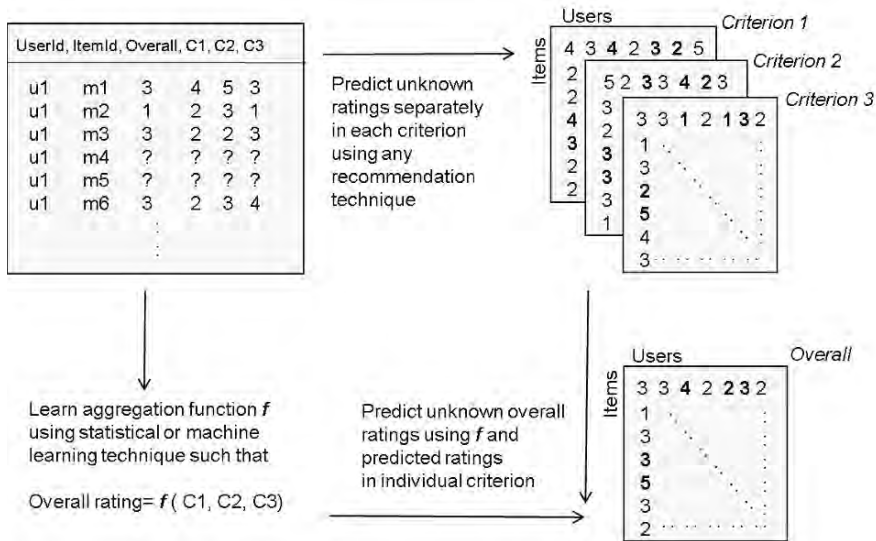 UserId, ItemId, Overall, C1, C2, C3
u1 m1 3 4 5 3
u1 m2 1 2 3 1
u1 m3 3 2 2 3
u1 m4 ? ? ? ?
u1 m5 ? ? ? ?
u1 m6 3 2 3 4
Predict unknown
ratings separately
in each criterion
using any
recommendation
technique
Users
Items
Criterion 1
4 3 4 2 3 2 5
2
2
4
3
2
2
Criterion 2
5 2 3 3 4 2 3
3
2
3
3
3
1
Criterion 3
3 3 1 2 1 3 2
1
3
2
5
4
3
Learn aggregation function f
using statistical or machine
learning technique such that
Overall rating= f ( C1, C2, C3)
Predict unknown overall
ratings using f and
predicted ratings
in individual criterion
Users
Items
Overall
3 3 4 2 2 3 2
1
3
3
5
3
2